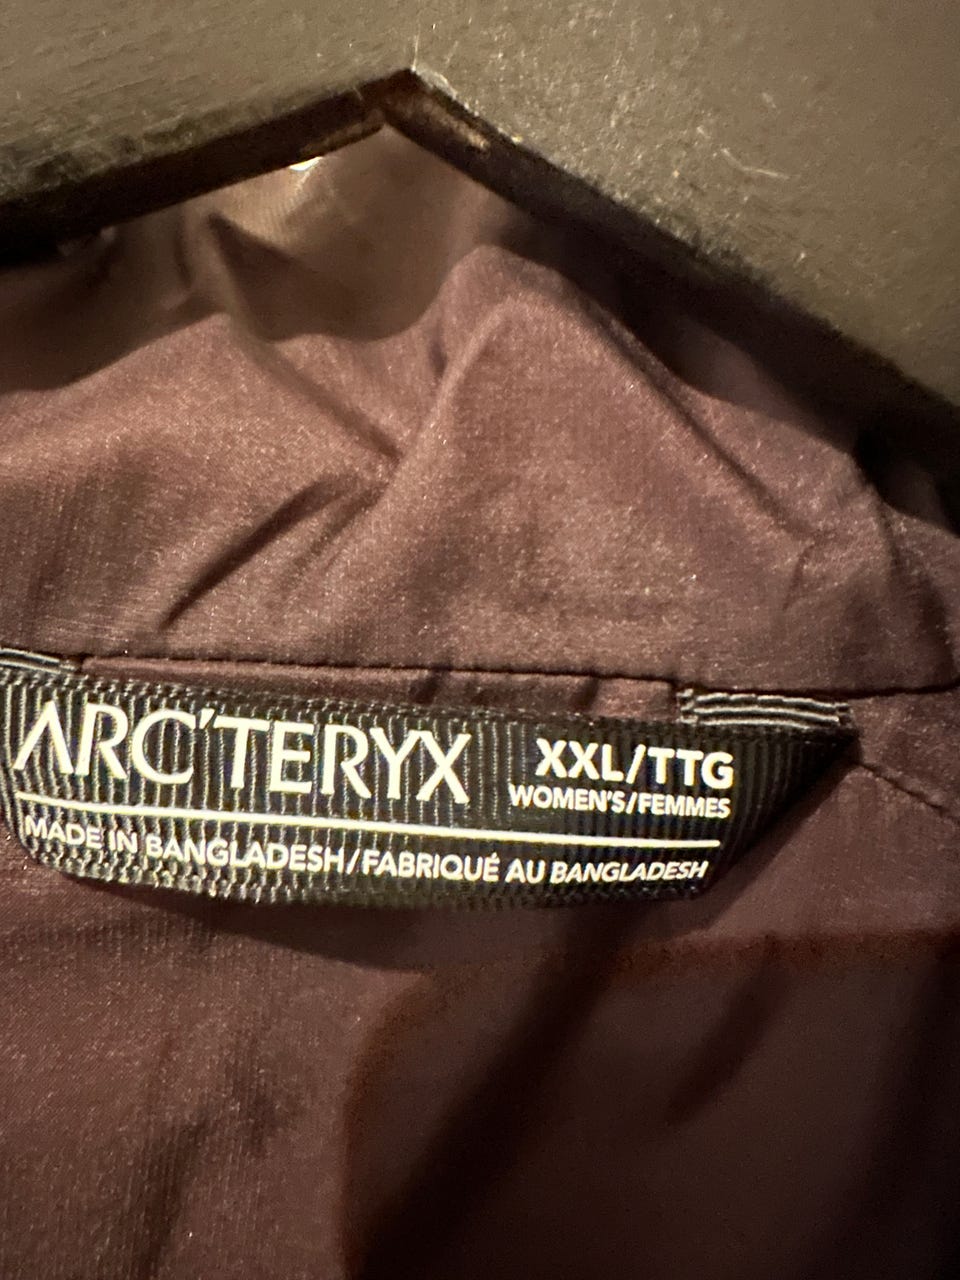 ARC'TERYX XXL/TTG
WOMEN'S/FEMMES
MADE IN BANGLADESH/FABRIQUÉ AU BANGLADESH